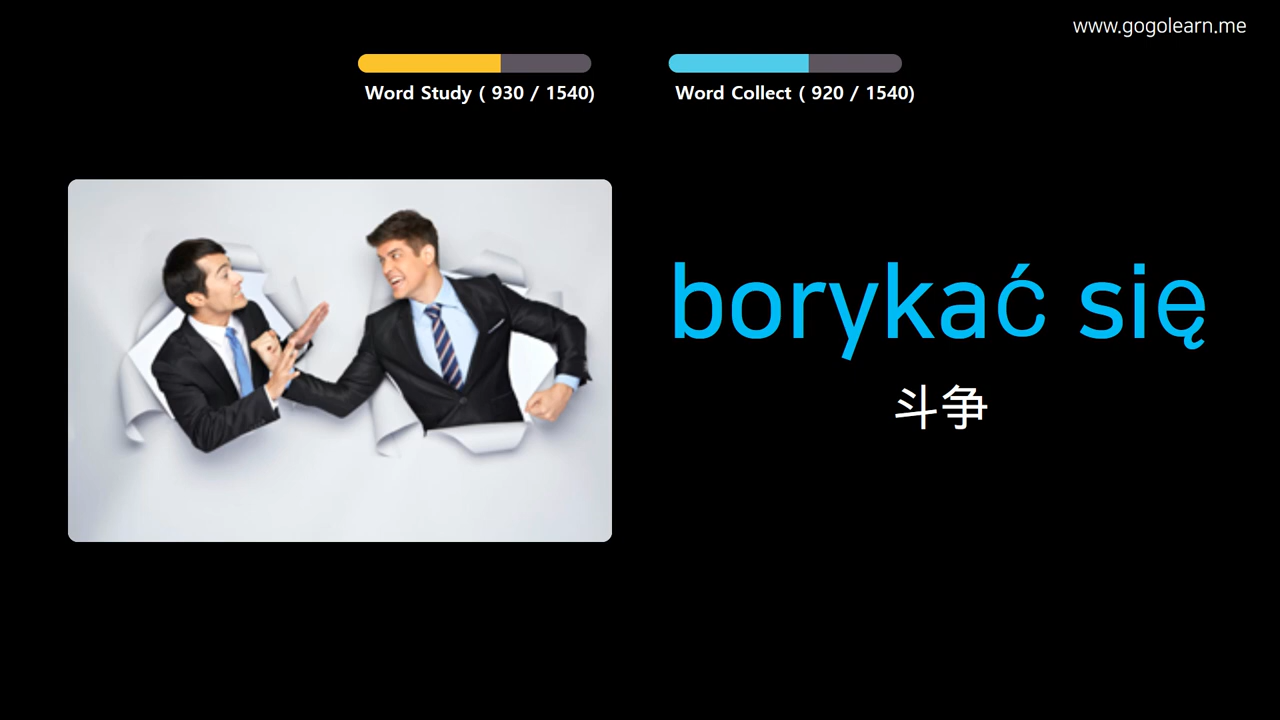 www.gogolearn.me
Word Study ( 930 / 1540)
Word Collect ( 920 / 1540)
borykać się
斗争